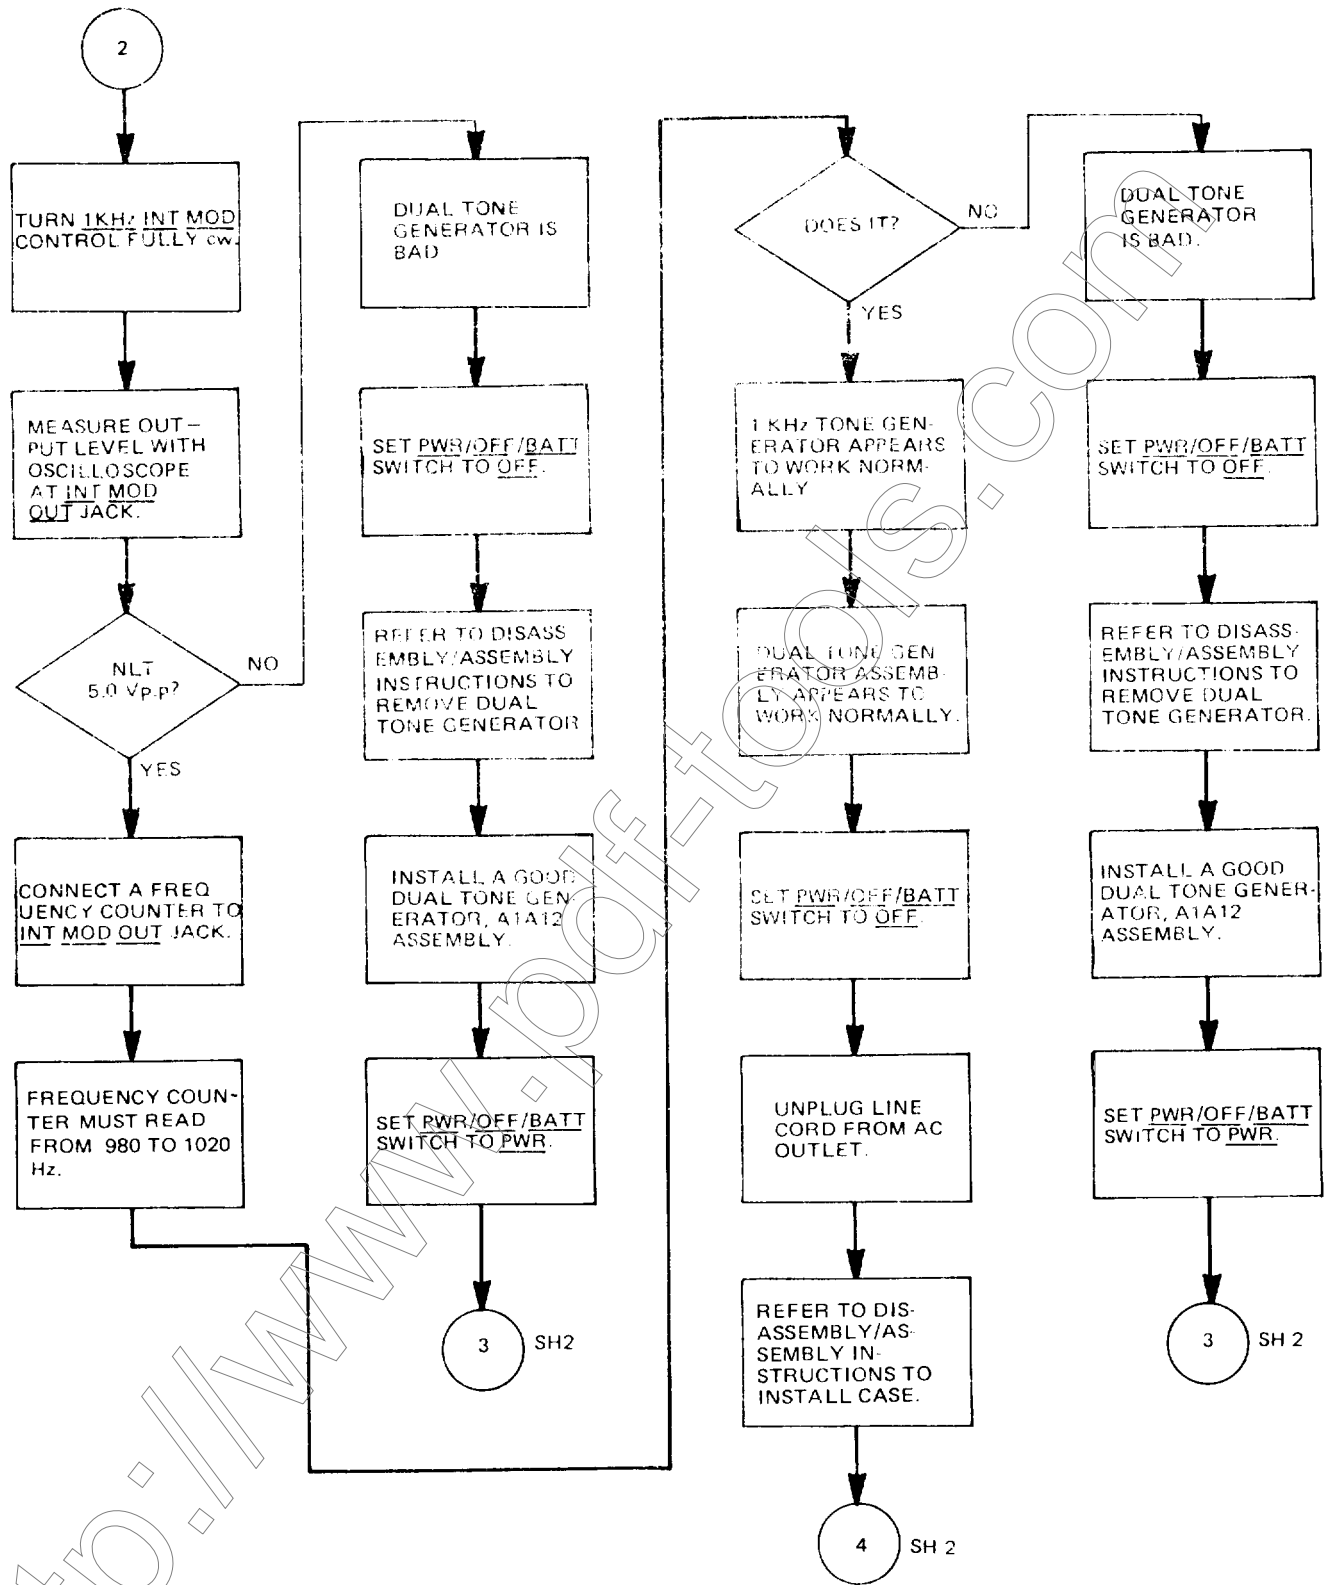 2
TURN 1KHz INT MOD
CONTROL FULLY cw.
MEASURE OUT–
PUT LEVEL WITH
OSCILLOSCOPE
AT INT MOD
OUT JACK.
NLT
5.0 Vp-p?
NO
YES
CONNECT A FREQ
UENCY COUNTER TO
INT MOD OUT JACK.
FREQUENCY COUN-
TER MUST READ
FROM 980 TO 1020
Hz.
DUAL TONE
GENERATOR IS
BAD
SET PWR/OFF/BATT
SWITCH TO OFF.
REFER TO DISASS
EMBLY/ASSEMBLY
INSTRUCTIONS TO
REMOVE DUAL
TONE GENERATOR
INSTALL A GOOD
DUAL TONE GEN-
ERATOR, A1A12
ASSEMBLY.
SET PWR/OFF/BATT
SWITCH TO PWR.
3
SH2
DOES IT?
NO
YES
1 KHz TONE GEN-
ERATOR APPEARS
TO WORK NORM-
ALLY
DUAL TONE GEN
ERATOR ASSEMB-
LY APPEARS TO
WORK NORMALLY.
SET PWR/OFF/BATT
SWITCH TO OFF.
UNPLUG LINE
CORD FROM AC
OUTLET.
REFER TO DIS-
ASSEMBLY/AS-
SEMBLY IN-
STRUCTIONS TO
INSTALL CASE.
4
SH 2
DUAL TONE
GENERATOR
IS BAD.
SET PWR/OFF/BATT
SWITCH TO OFF.
REFER TO DISAS-
EMBLY/ASSEMBLY
INSTRUCTIONS TO
REMOVE DUAL
TONE GENERATOR.
INSTALL A GOOD
DUAL TONE GENER-
ATOR, A1A12
ASSEMBLY.
SET PWR/OFF/BATT
SWITCH TO PWR.
3
SH 2
tp://www.pdf-tools.com